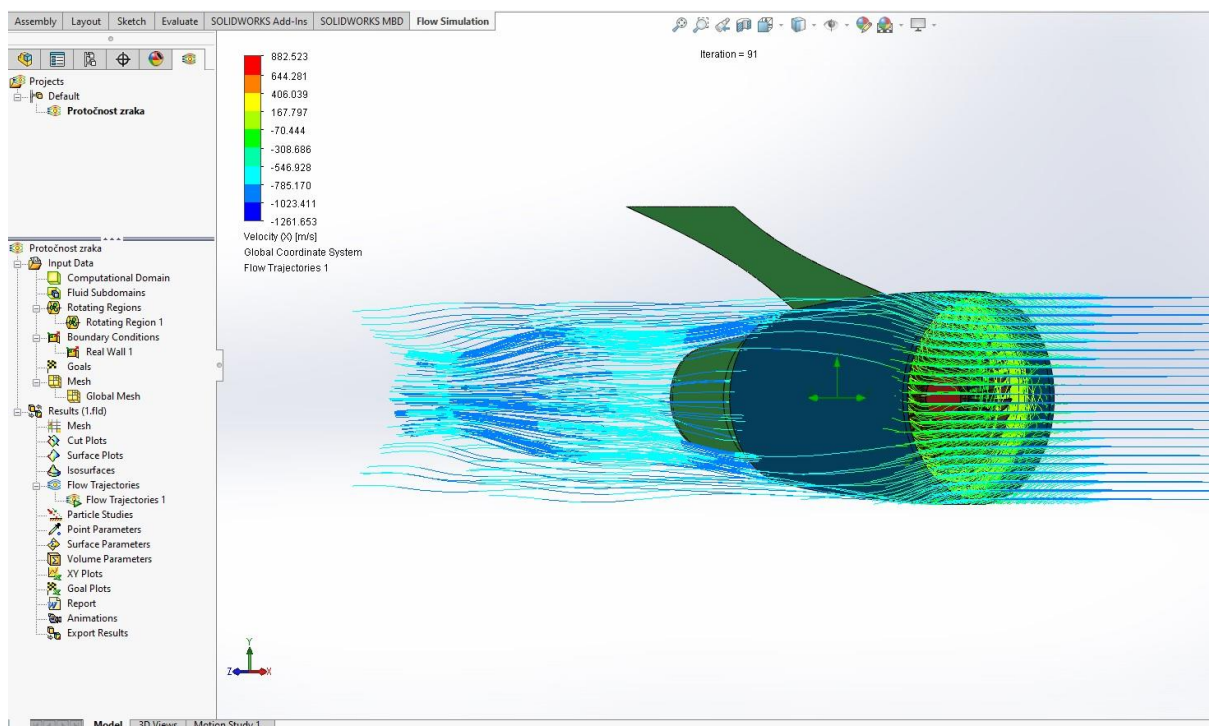 Assembly Layout Sketch Evaluate SOLIDWORKS Add-Ins SOLIDWORKS MBD Flow Simulation
Projects
Default
Protočnost zraka
Protočnost zraka
Input Data
Computational Domain
Fluid Subdomains
Rotating Regions
Rotating Region 1
Boundary Conditions
Real Wall 1
Goals
Mesh
Global Mesh
Results (1.fld)
Mesh
Cut Plots
Surface Plots
Isosurfaces
Flow Trajectories
Flow Trajectories 1
Particle Studies
Point Parameters
Surface Parameters
Volume Parameters
XY Plots
Goal Plots
Report
Animations
Export Results
882.523
644.281
406.039
167.797
-70.444
-308.686
-546.928
-785.170
-1023.411
-1261.653
Velocity (X) [m/s]
Global Coordinate System
Flow Trajectories 1
Iteration = 91
Y
Z X
Model 3D Views Motion Study 1